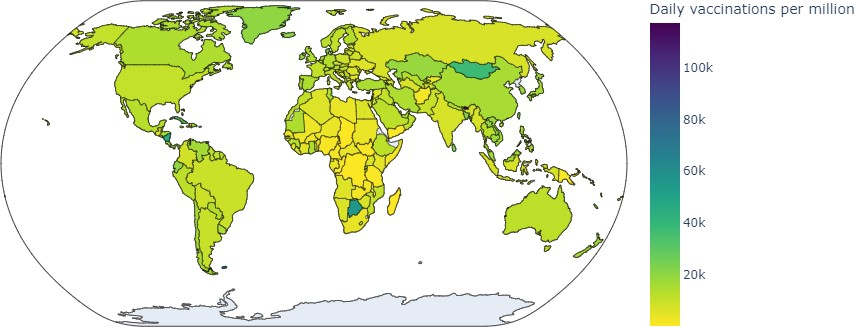 Daily vaccinations per million
100k
80k
60k
40k
20k